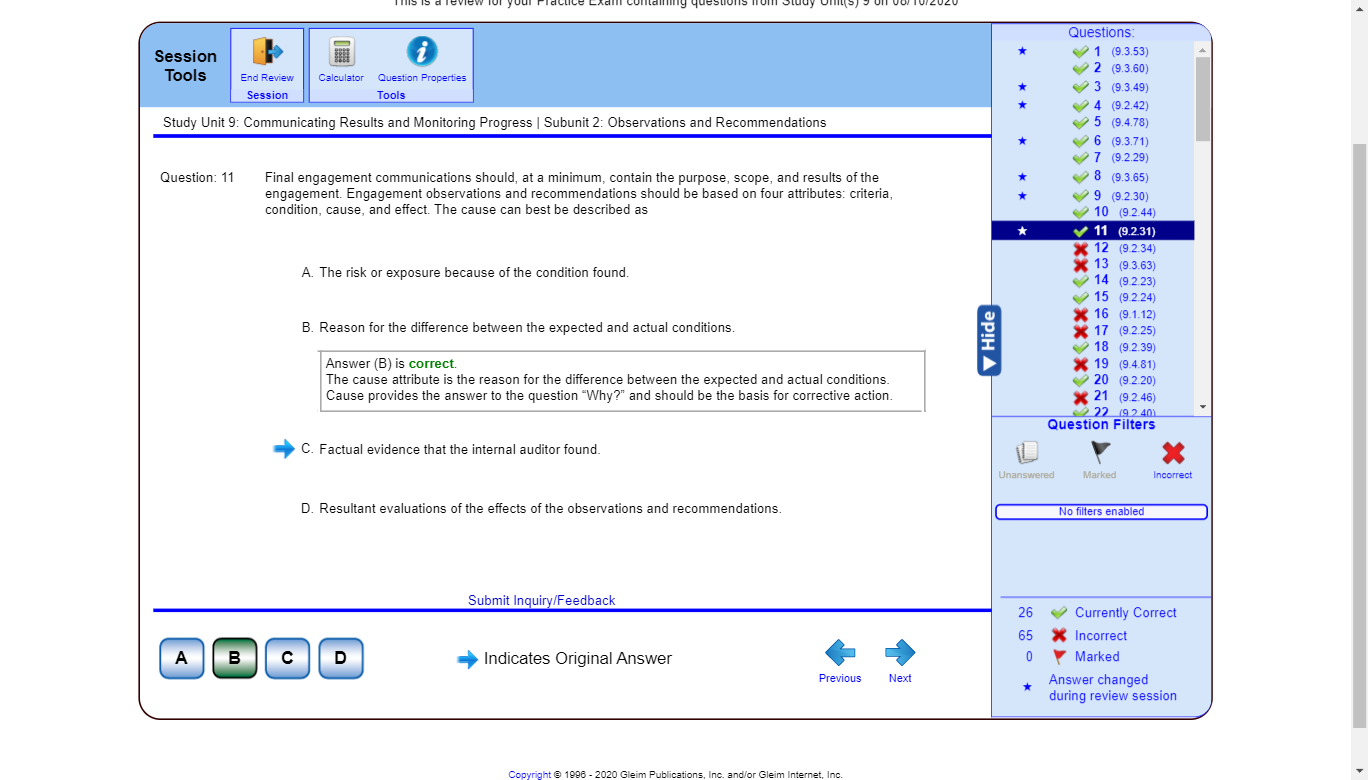 This is a review for your Practice Exam containing questions from Study Unit(s) 9 on 08/10/2020
Session
Tools
End Review
Session
Calculator
Question Properties
Tools
Study Unit 9: Communicating Results and Monitoring Progress | Subunit 2: Observations and Recommendations
Question: 11
Final engagement communications should, at a minimum, contain the purpose, scope, and results of the
engagement. Engagement observations and recommendations should be based on four attributes: criteria,
condition, cause, and effect. The cause can best be described as
A. The risk or exposure because of the condition found.
B. Reason for the difference between the expected and actual conditions.
Answer (B) is correct.
The cause attribute is the reason for the difference between the expected and actual conditions.
Cause provides the answer to the question “Why?” and should be the basis for corrective action.
C. Factual evidence that the internal auditor found.
D. Resultant evaluations of the effects of the observations and recommendations.
Submit Inquiry/Feedback
A B C D
Indicates Original Answer
Previous
Next
Hide
Questions:
1 (9.3.53)
2 (9.3.60)
3 (9.3.49)
4 (9.2.42)
5 (9.4.78)
6 (9.3.71)
7 (9.2.29)
8 (9.3.65)
9 (9.2.30)
10 (9.2.44)
11 (9.2.31)
12 (9.2.34)
13 (9.3.63)
14 (9.2.23)
15 (9.2.24)
16 (9.1.12)
17 (9.2.25)
18 (9.2.39)
19 (9.4.81)
20 (9.2.20)
21 (9.2.46)
22 (9.2.40)
Question Filters
Unanswered
Marked
Incorrect
No filters enabled
26 Currently Correct
65 Incorrect
0 Marked
Answer changed
during review session
Copyright © 1996 - 2020 Gleim Publications, Inc. and/or Gleim Internet, Inc.